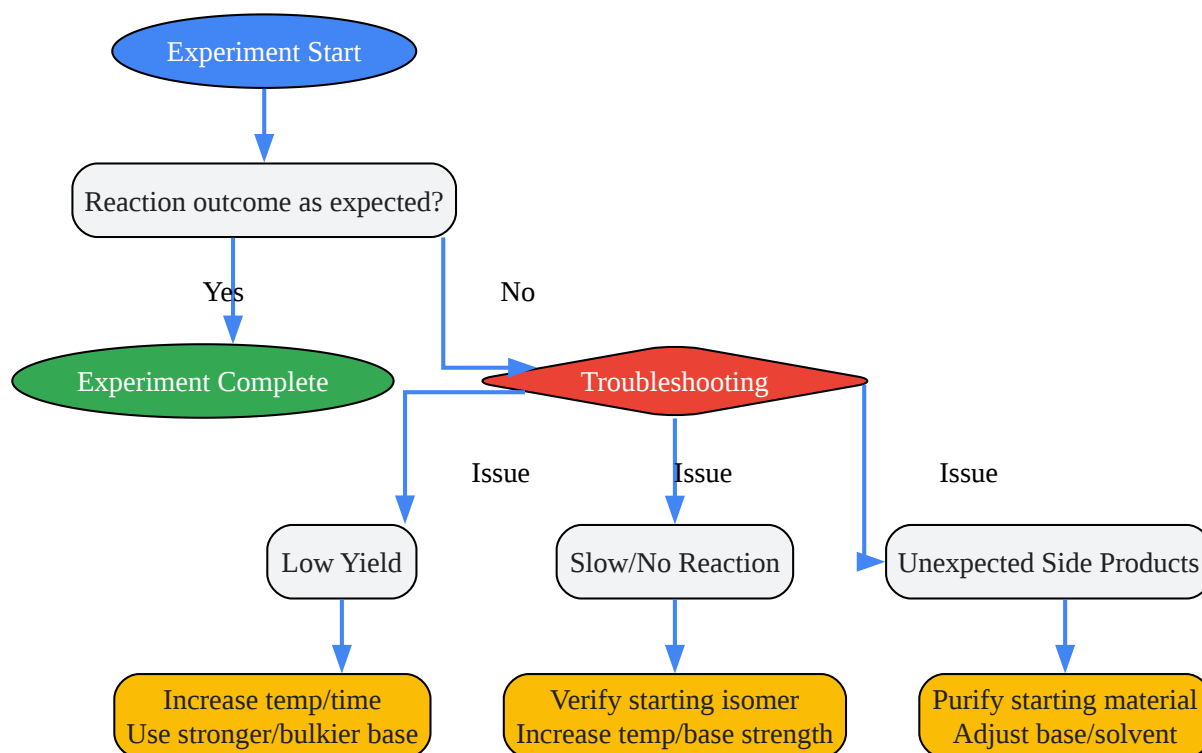 Experiment Start
Reaction outcome as expected?
Yes
No
Experiment Complete
Troubleshooting
Issue
Issue
Issue
Low Yield
Slow/No Reaction
Unexpected Side Products
Increase temp/time
Use stronger/bulkier base
Verify starting isomer
Increase temp/base strength
Purify starting material
Adjust base/solvent